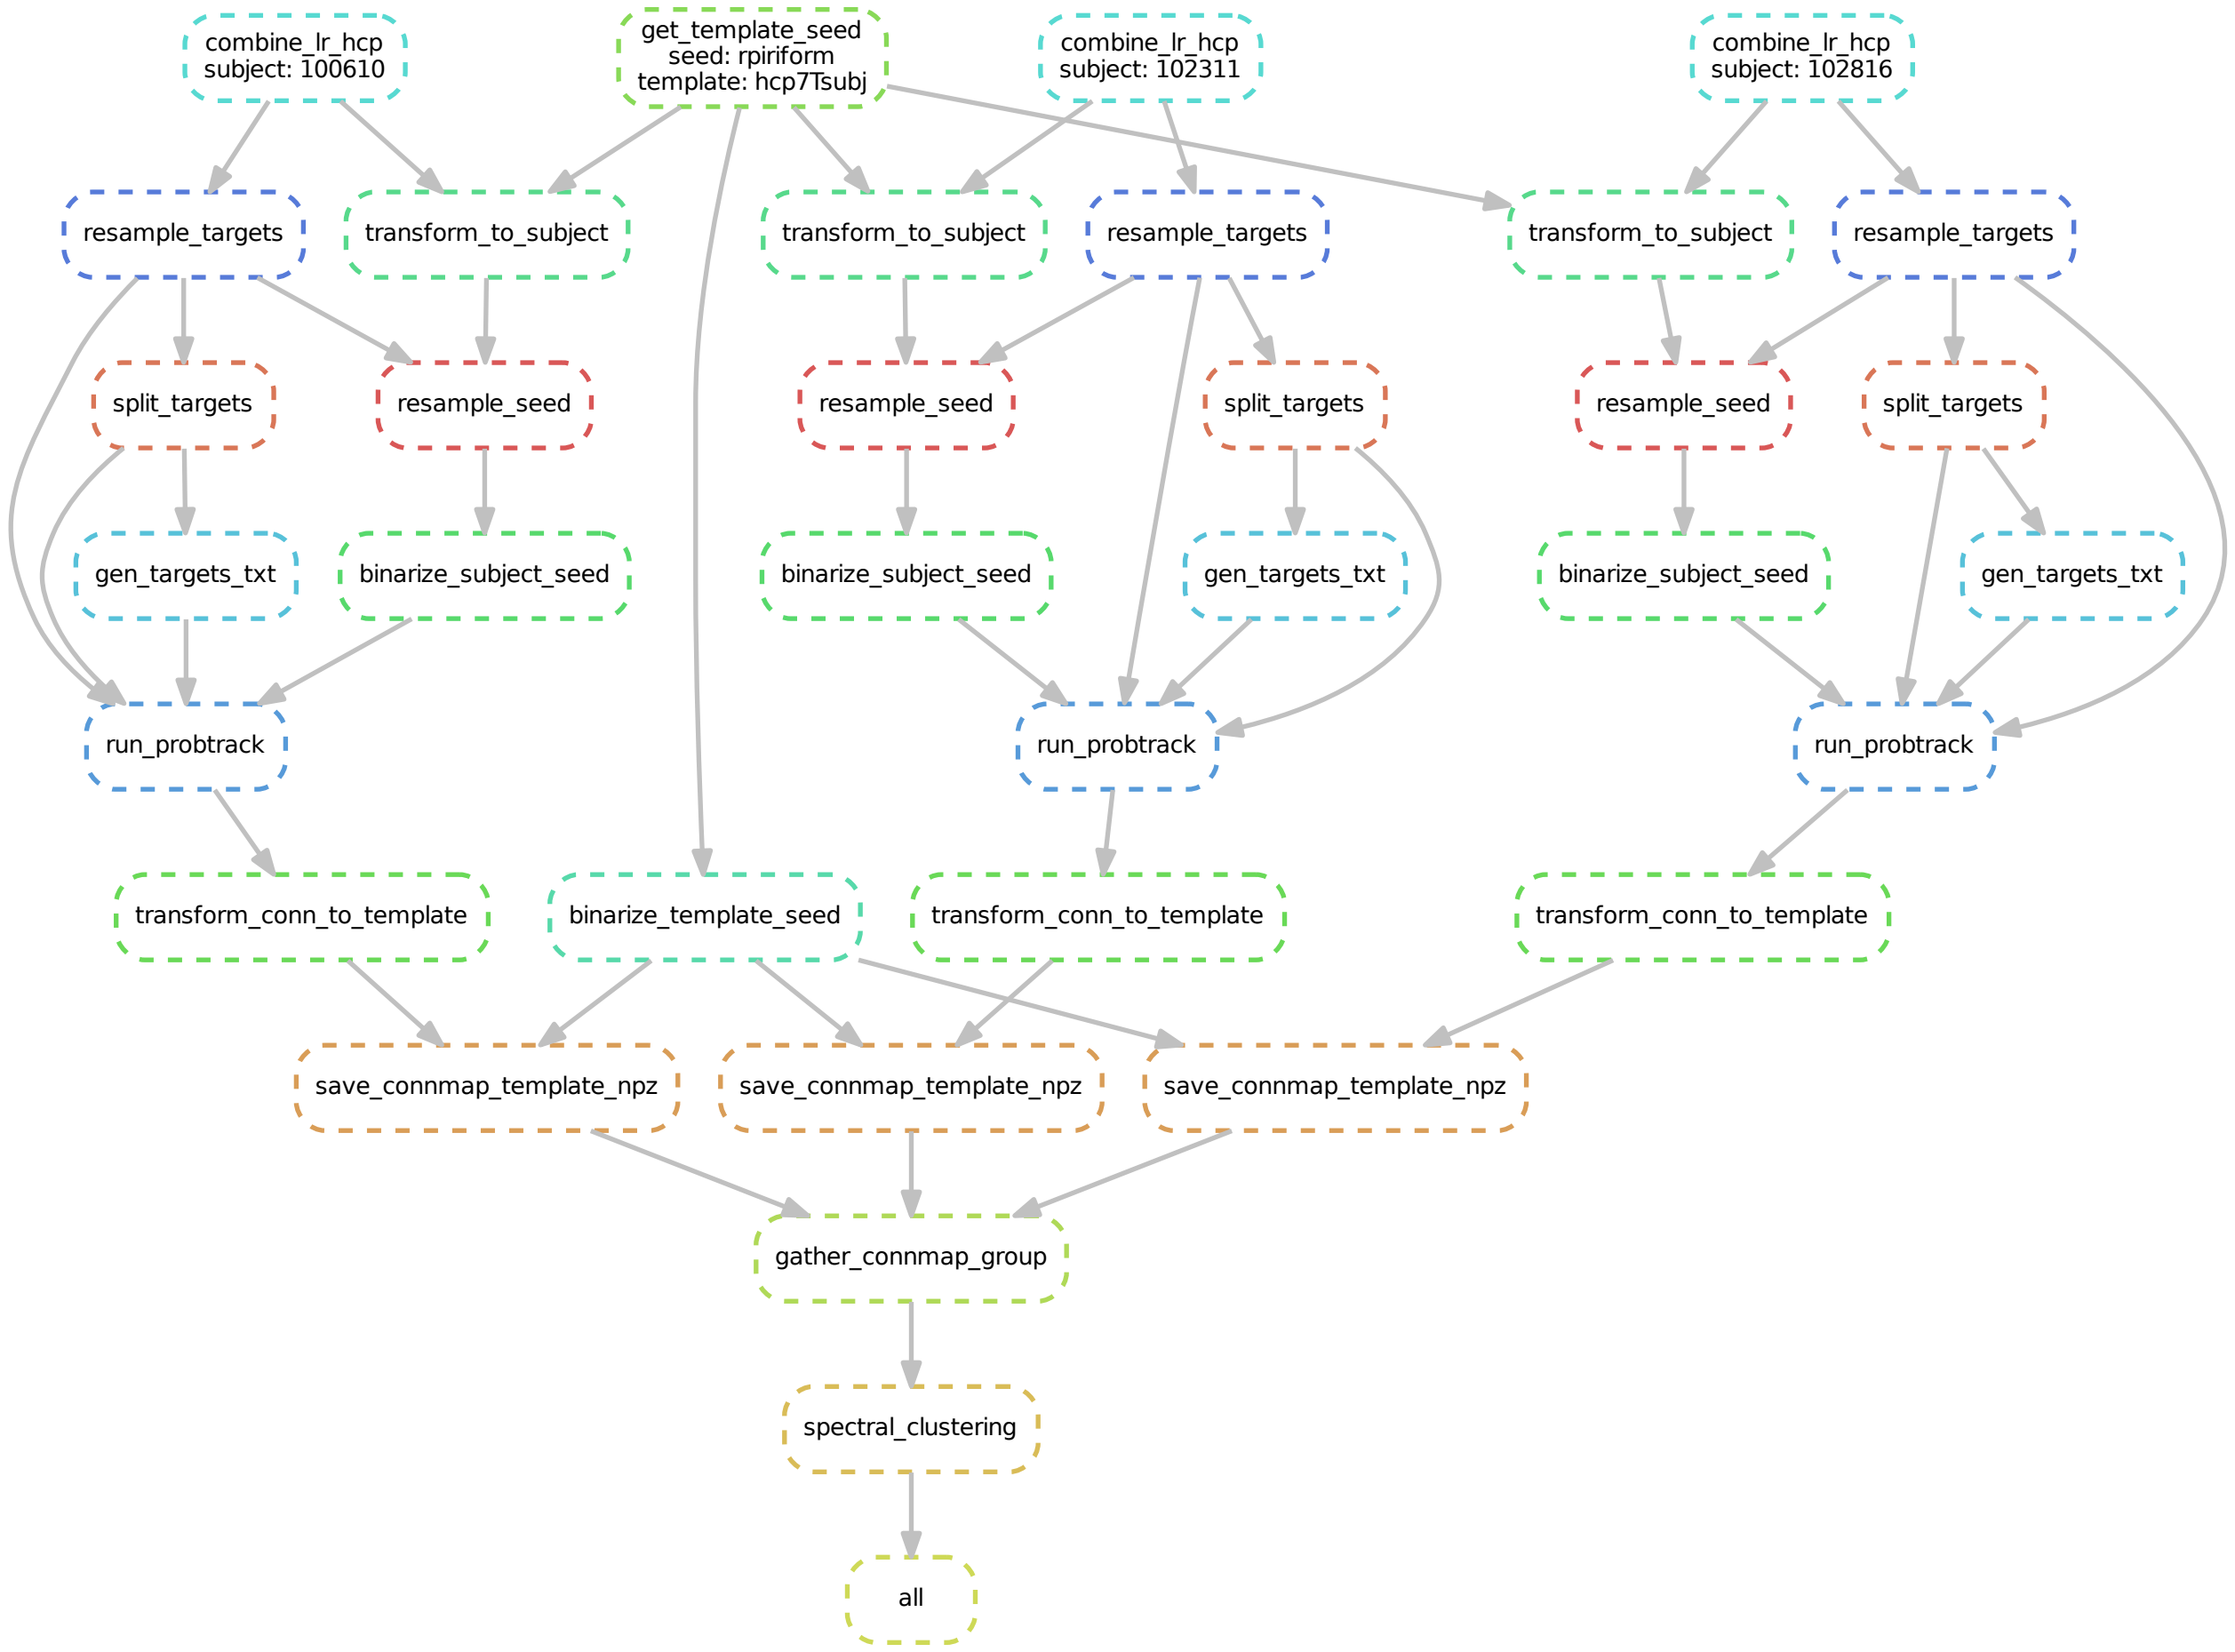 combine_lr_hcp
subject: 100610
get_template_seed
seed: rpiriform
template: hcp7Tsubj
combine_lr_hcp
subject: 102311
combine_lr_hcp
subject: 102816
resample_targets
transform_to_subject
transform_to_subject
resample_targets
transform_to_subject
resample_targets
split_targets
resample_seed
resample_seed
split_targets
resample_seed
split_targets
gen_targets_txt
binarize_subject_seed
binarize_subject_seed
gen_targets_txt
binarize_subject_seed
gen_targets_txt
run_probtrack
run_probtrack
run_probtrack
transform_conn_to_template
binarize_template_seed
transform_conn_to_template
transform_conn_to_template
save_connmap_template_npz
save_connmap_template_npz
save_connmap_template_npz
gather_connmap_group
spectral_clustering
all